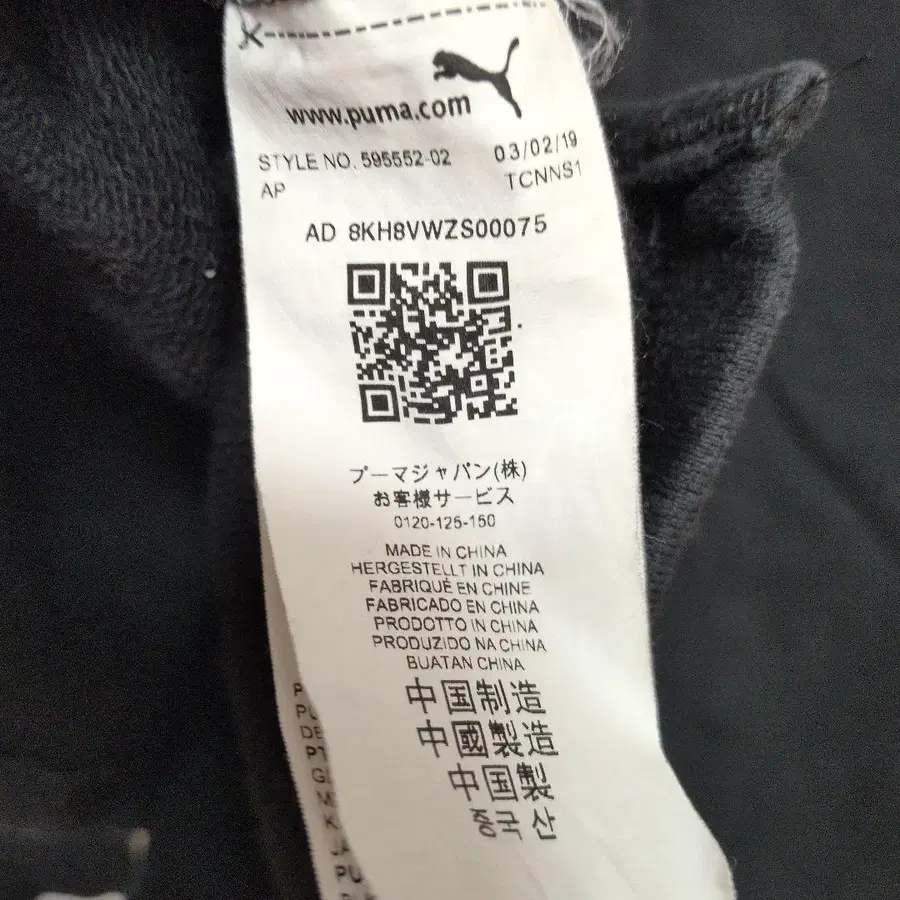 www.puma.com
STYLE NO. 595552-02 03/02/19
AP TCNNS1
AD 8KH8VWZS00075
プーマジャパン(株)
お客様サービス
0120-125-150
MADE IN CHINA
HERGESTELLT IN CHINA
FABRIQUÉ EN CHINE
FABRICADO EN CHINA
PRODOTTO IN CHINA
PRODUZIDO NA CHINA
BUATAN CHINA
中国制造
中國製造
中国製
중국산